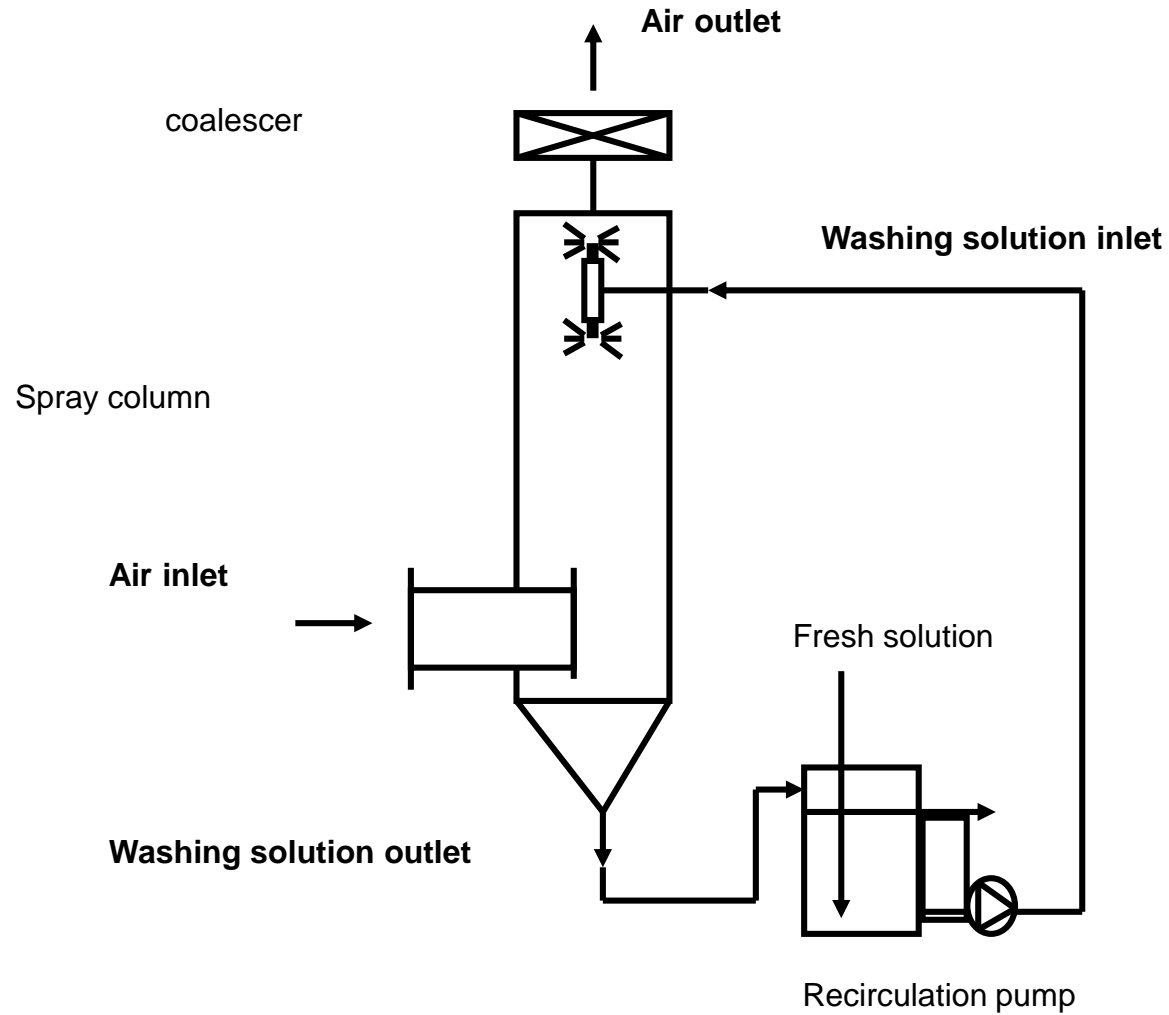 Air outlet
coalescer
Washing solution inlet
Spray column
Air inlet
Fresh solution
Washing solution outlet
Recirculation pump